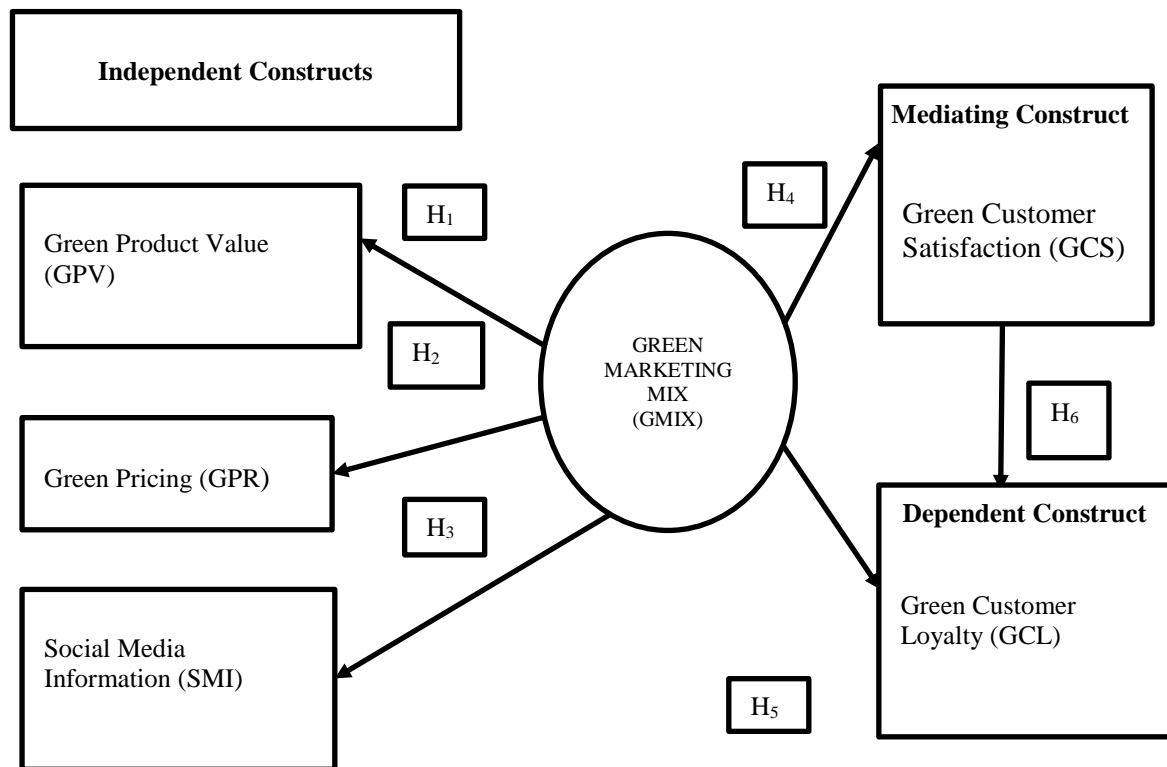 Independent Constructs
Green Product Value
(GPV)
Green Pricing (GPR)
Social Media
Information (SMI)
H₁
H₂
H₃
GREEN
MARKETING
MIX
(GMIX)
H₄
H₅
Mediating Construct
Green Customer
Satisfaction (GCS)
H₆
Dependent Construct
Green Customer
Loyalty (GCL)